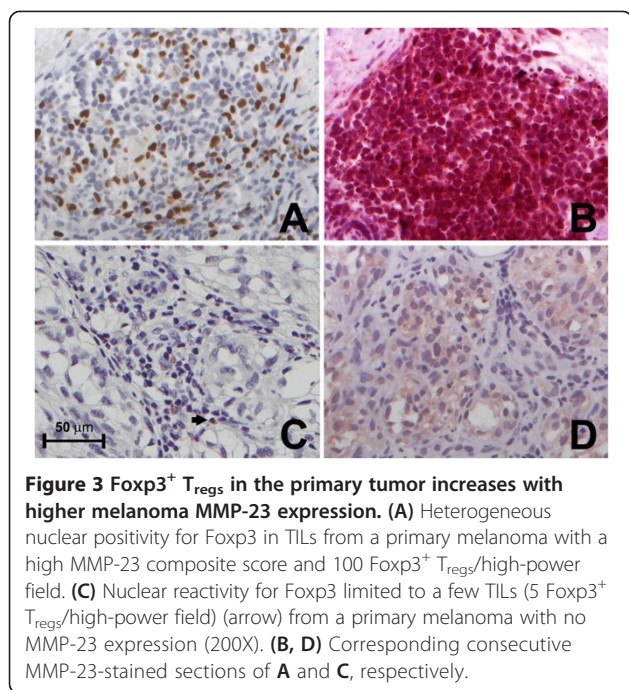 A
B
C
D
50 μm
Figure 3 Foxp3+ Tregs in the primary tumor increases with
higher melanoma MMP-23 expression. (A) Heterogeneous
nuclear positivity for Foxp3 in TILs from a primary melanoma with a
high MMP-23 composite score and 100 Foxp3+ Tregs/high-power
field. (C) Nuclear reactivity for Foxp3 limited to a few TILs (5 Foxp3+
Tregs/high-power field) (arrow) from a primary melanoma with no
MMP-23 expression (200X). (B, D) Corresponding consecutive
MMP-23-stained sections of A and C, respectively.